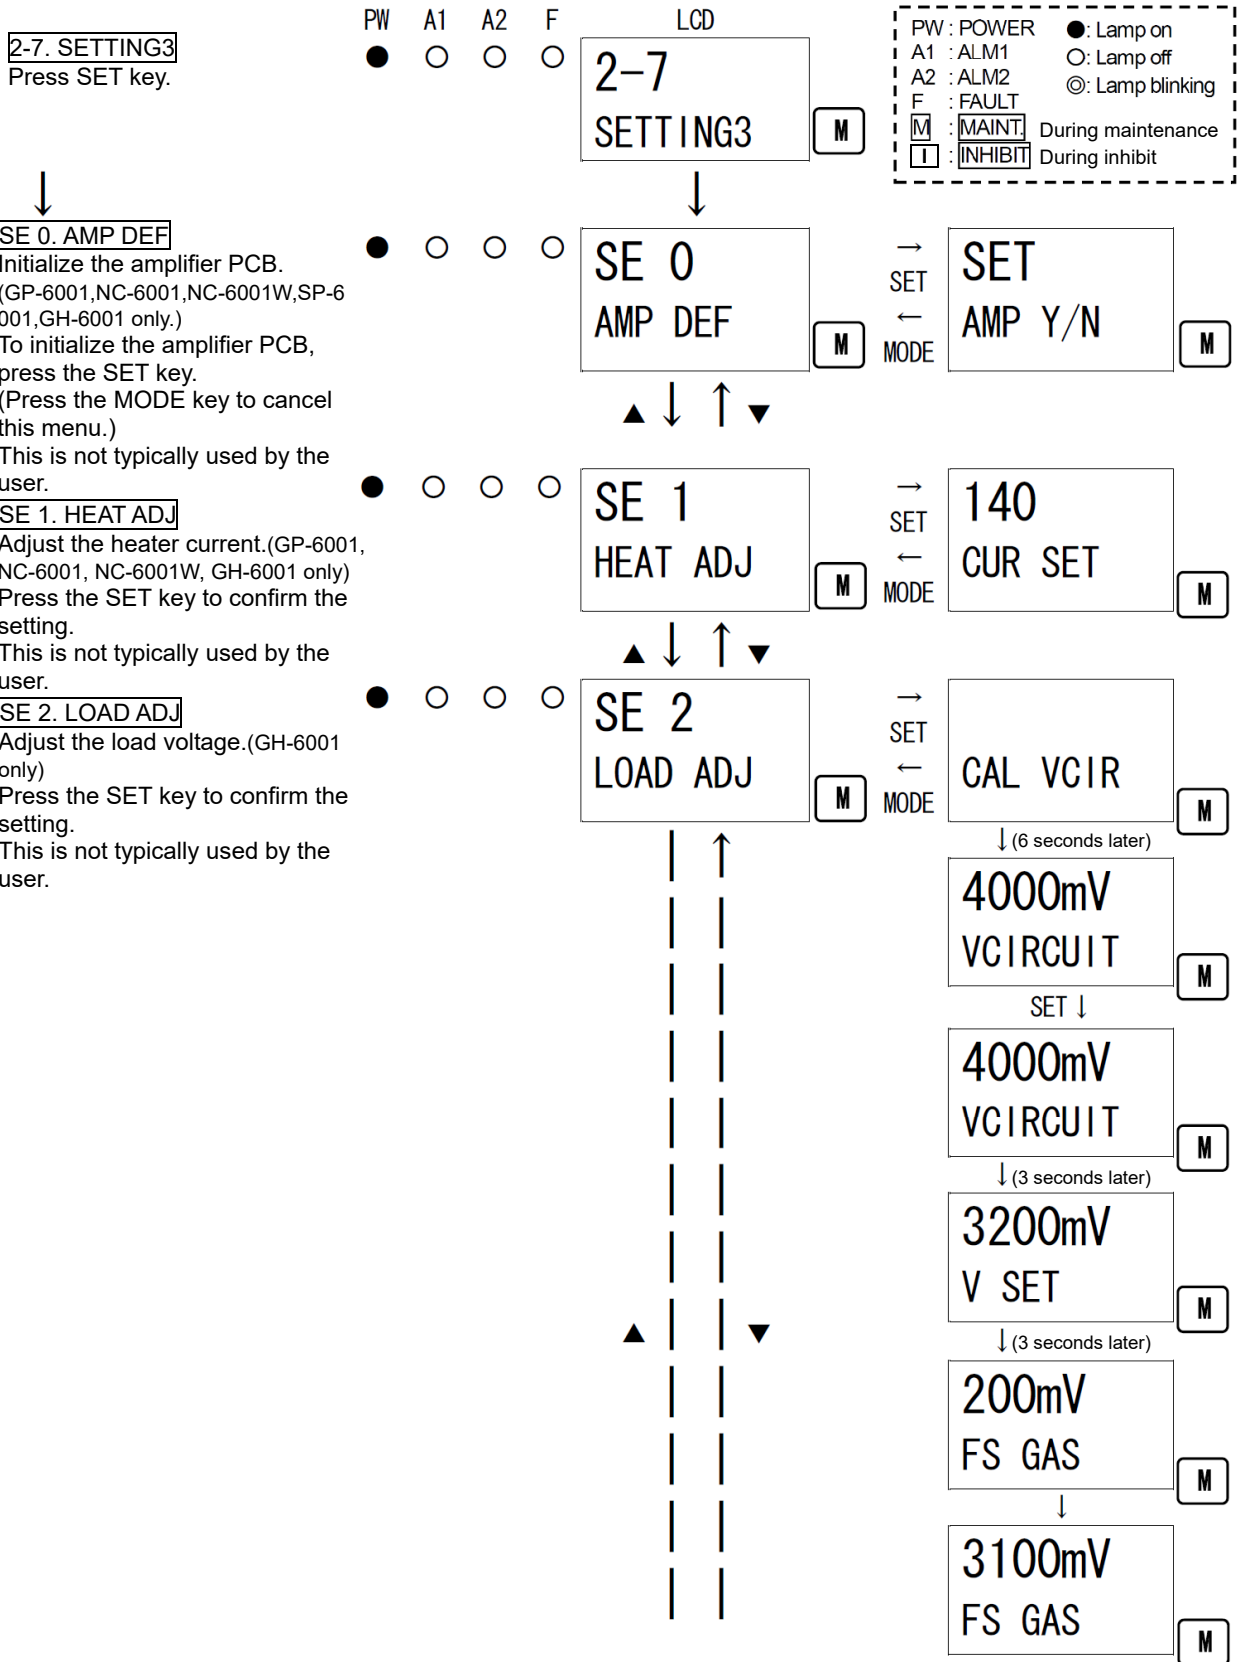 PW A1 A2 F LCD
2-7. SETTING3
Press SET key.
● ○ ○ ○
2-7
SETTING3
M
PW : POWER ●: Lamp on
A1 : ALM1 ○: Lamp off
A2 : ALM2 ◎: Lamp blinking
F : FAULT
M : MAINT. During maintenance
I : INHIBIT During inhibit
↓
↓
SE 0. AMP DEF
Initialize the amplifier PCB.
(GP-6001,NC-6001,NC-6001W,SP-6
001,GH-6001 only.)
To initialize the amplifier PCB,
press the SET key.
(Press the MODE key to cancel
this menu.)
This is not typically used by the
user.
● ○ ○ ○
SE 0
AMP DEF
M
→
SET
←
MODE
SET
AMP Y/N
M
▲ ↓ ↑ ▼
SE 1. HEAT ADJ
Adjust the heater current.(GP-6001,
NC-6001, NC-6001W, GH-6001 only)
Press the SET key to confirm the
setting.
This is not typically used by the
user.
● ○ ○ ○
SE 1
HEAT ADJ
M
→
SET
←
MODE
140
CUR SET
M
▲ ↓ ↑ ▼
SE 2. LOAD ADJ
Adjust the load voltage.(GH-6001
only)
Press the SET key to confirm the
setting.
This is not typically used by the
user.
● ○ ○ ○
SE 2
LOAD ADJ
M
→
SET
←
MODE
CAL VCIR
M
↓ (6 seconds later)
4000mV
VCIRCUIT
M
SET ↓
4000mV
VCIRCUIT
M
↓ (3 seconds later)
3200mV
V SET
M
▲ ▼
↓ (3 seconds later)
200mV
FS GAS
M
↓
3100mV
FS GAS
M